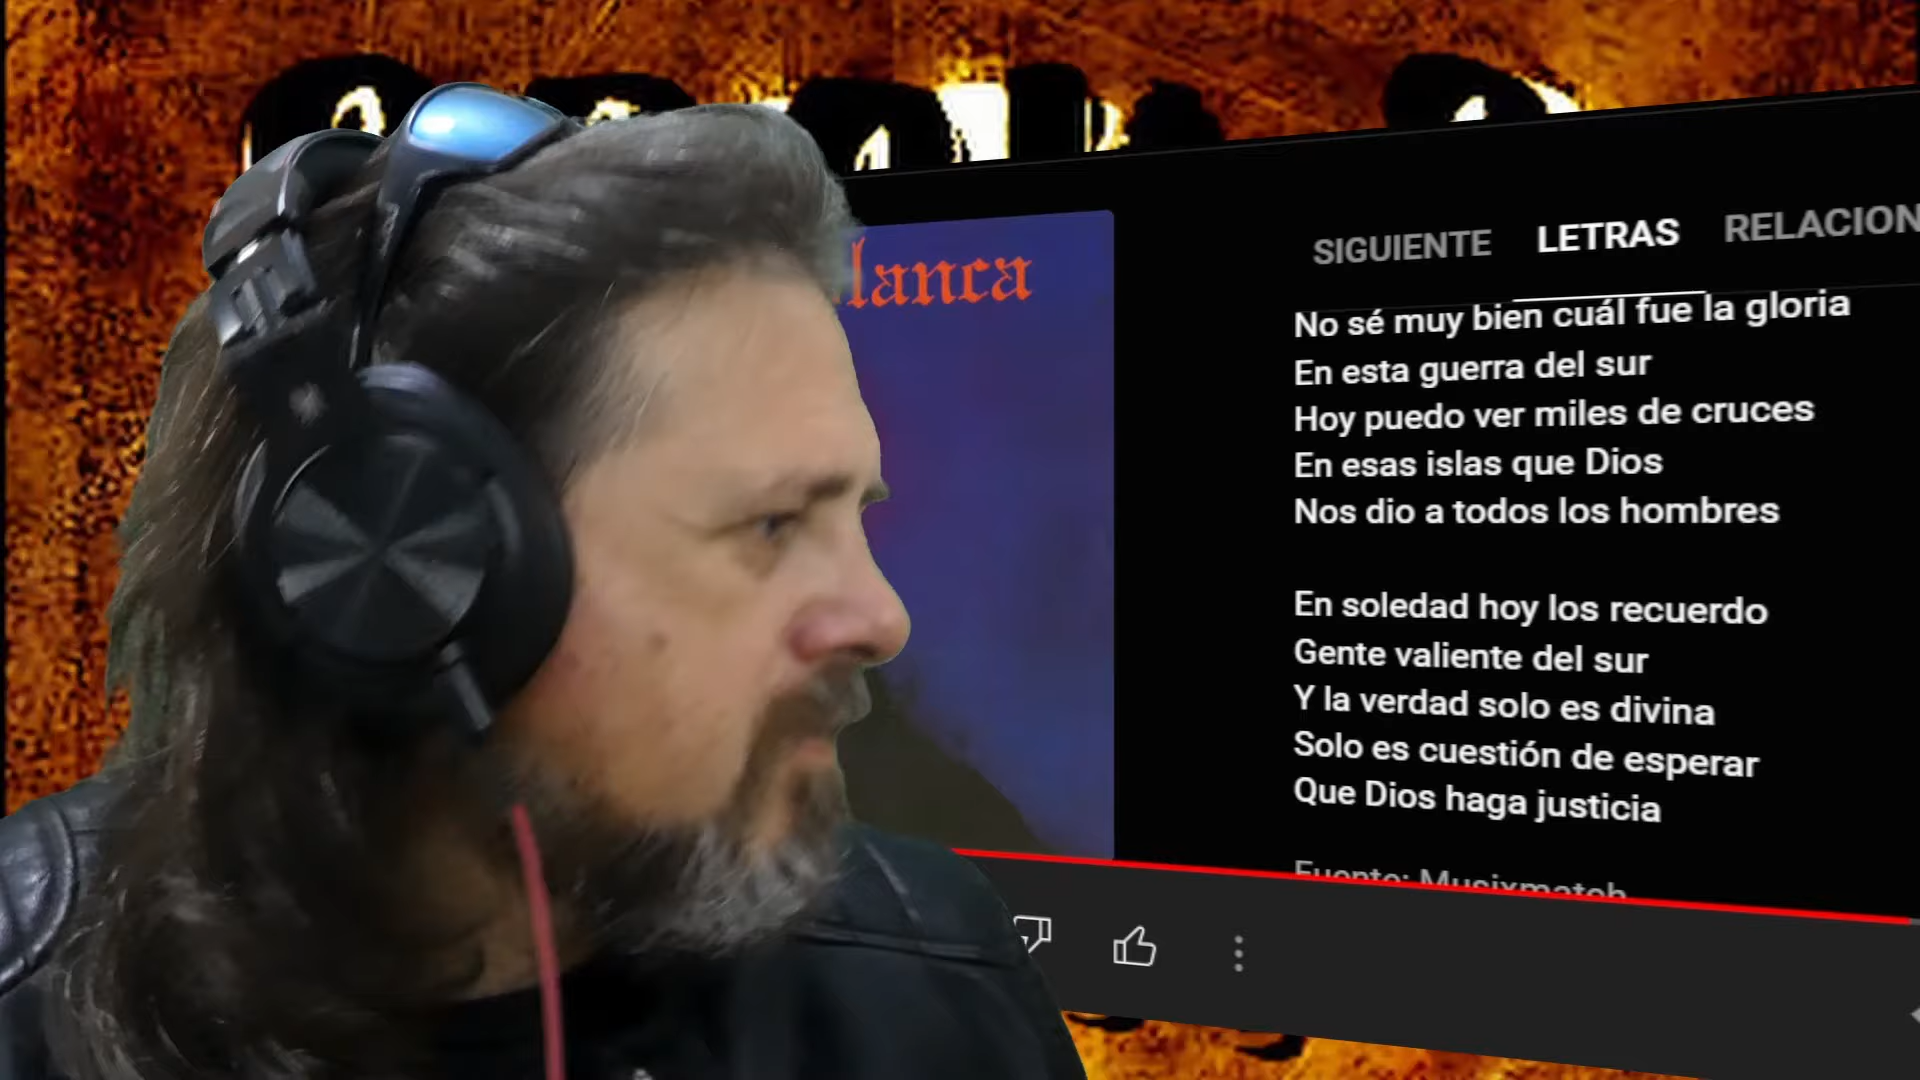 lanca
SIGUIENTE LETRAS RELACION
No sé muy bien cuál fue la gloria
En esta guerra del sur
Hoy puedo ver miles de cruces
En esas islas que Dios
Nos dio a todos los hombres
En soledad hoy los recuerdo
Gente valiente del sur
Y la verdad solo es divina
Solo es cuestión de esperar
Que Dios haga justicia
Fuente: Musixmatch